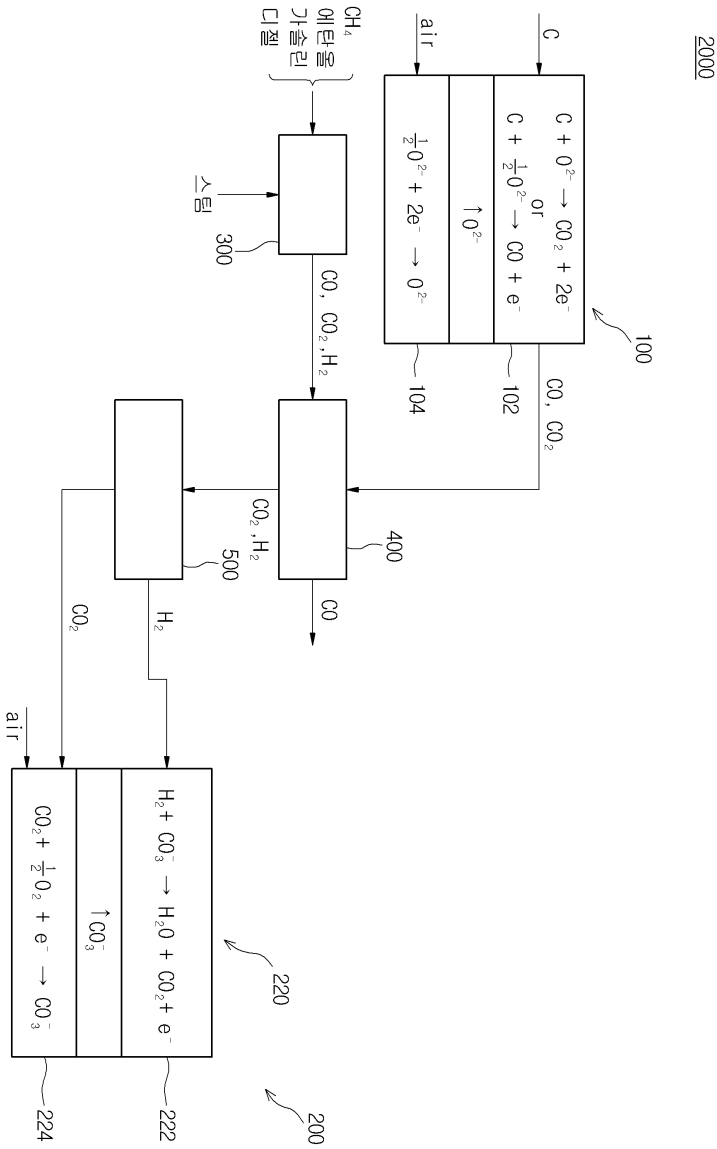 2000
C
air
C + O²⁻ → CO₂ + 2e⁻
or
C + ½O²⁻ → CO + e⁻
↑O²⁻
½O²⁻ + 2e⁻ → O²⁻
100
102
104
CO, CO₂
CH₄
에탄올
가솔린
디젤
스팀
300
CO, CO₂,H₂
400
CO
CO₂,H₂
500
H₂
CO₂
air
H₂+ CO₃⁻ → H₂O + CO₂+ e⁻
↑CO₃⁻
CO₂+ ½O₂ + e⁻ → CO₃⁻
220
222
224
200